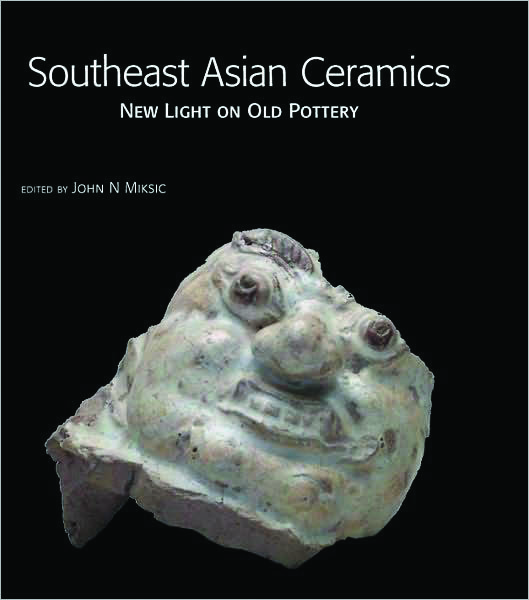 Southeast Asian Ceramics
New Light on Old Pottery
edited by John N Miksic